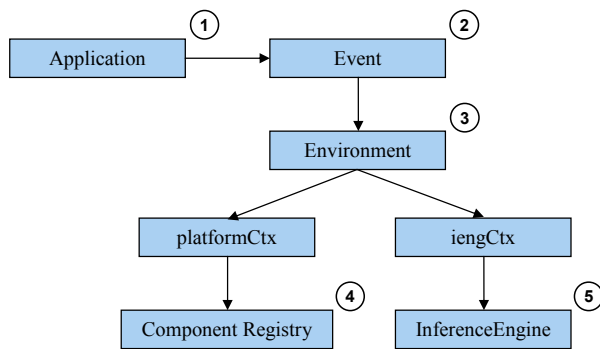 1
2
Application
Event
3
Environment
platformCtx
iengCtx
4
5
Component Registry
InferenceEngine